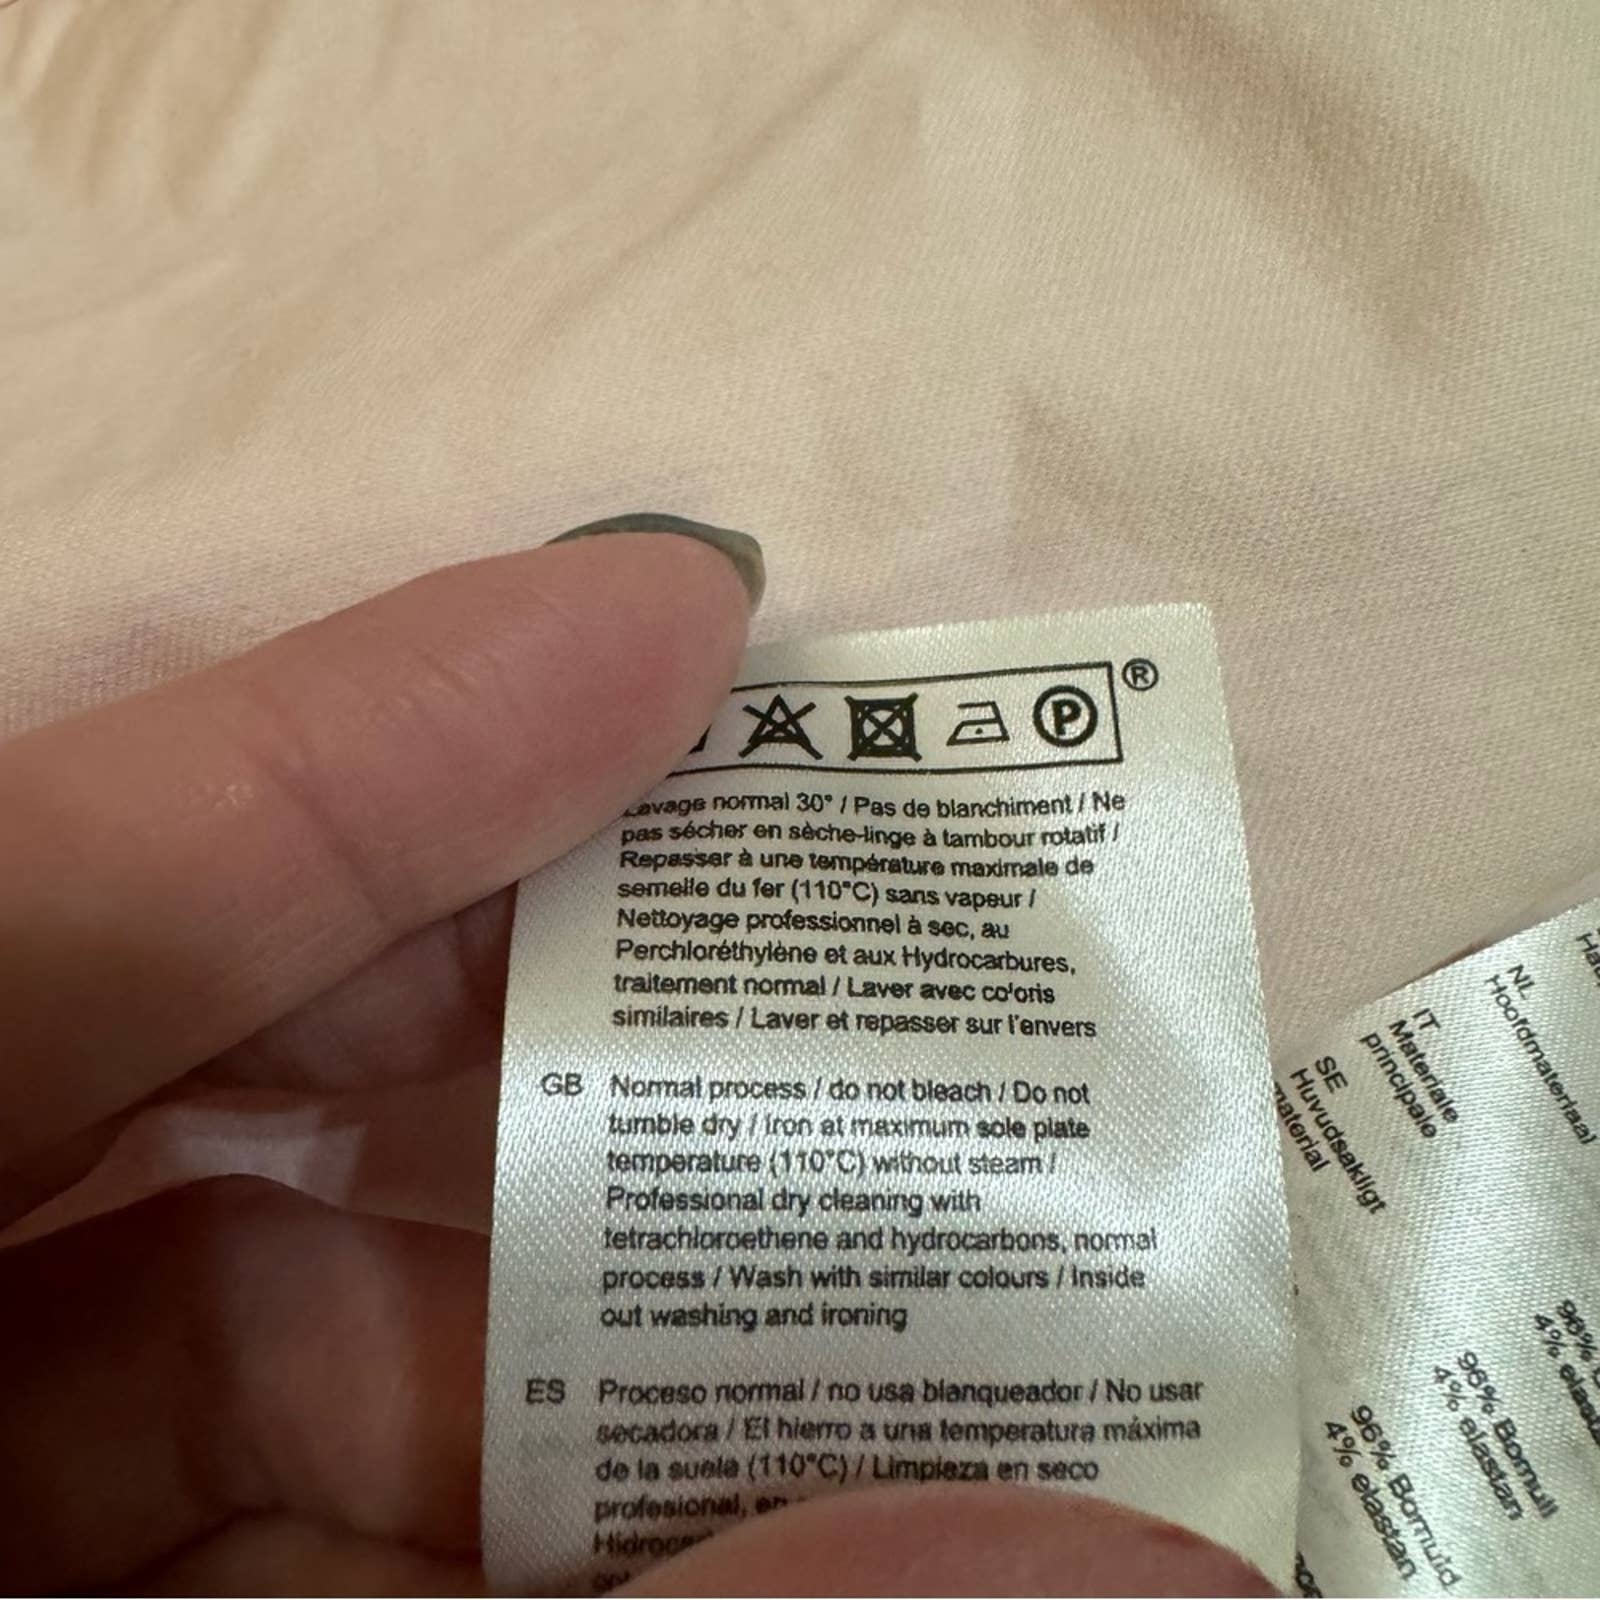 P ®
Lavage normal 30° / Pas de blanchiment / Ne
pas sécher en sèche-linge à tambour rotatif /
Repasser à une température maximale de
semelle du fer (110°C) sans vapeur /
Nettoyage professionnel à sec, au
Perchloréthylène et aux Hydrocarbures,
traitement normal / Laver avec coloris
similaires / Laver et repasser sur l'envers
GB Normal process / do not bleach / Do not
tumble dry / Iron at maximum sole plate
temperature (110°C) without steam /
Professional dry cleaning with
tetrachloroethene and hydrocarbons, normal
process / Wash with similar colours / Inside
out washing and ironing
ES Proceso normal / no usa blanqueador / No usar
secadora / El hierro a una temperatura máxima
de la suela (110°C) / Limpieza en seco
profesional, en
NL
Hoofdmateriaal
IT
Materiale
principale
SE
Huvudsakligt
material
96%
4% elast
96% Bomull
4% elastan
96% Bomuld
4% elastan